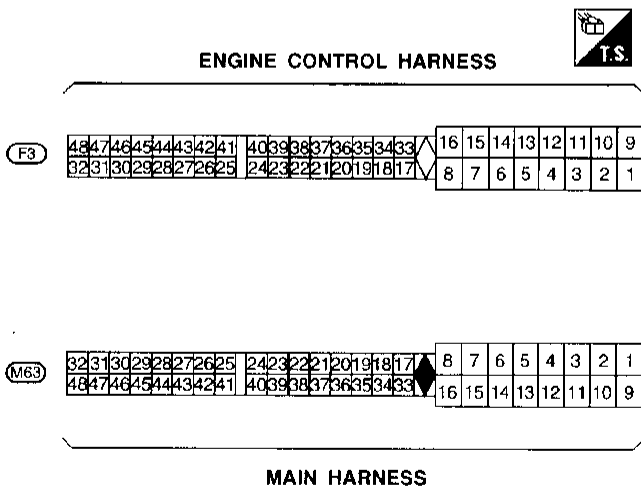 T.S.
ENGINE CONTROL HARNESS
F3
48 47 46 45 44 43 42 41 40 39 38 37 36 35 34 33 16 15 14 13 12 11 10 9
32 31 30 29 28 27 26 25 24 23 22 21 20 19 18 17 8 7 6 5 4 3 2 1
M63
32 31 30 29 28 27 26 25 24 23 22 21 20 19 18 17 8 7 6 5 4 3 2 1
48 47 46 45 44 43 42 41 40 39 38 37 36 35 34 33 16 15 14 13 12 11 10 9
MAIN HARNESS